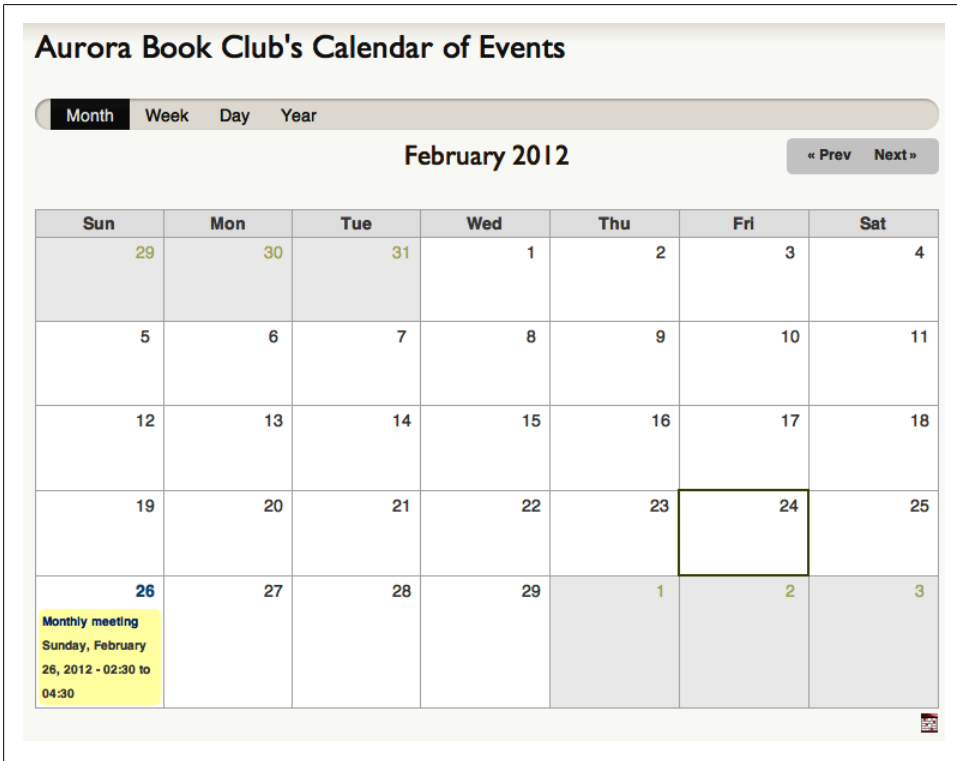 Aurora Book Club's Calendar of Events
Month Week Day Year
February 2012
« Prev Next »
Sun Mon Tue Wed Thu Fri Sat
29 30 31 1 2 3 4
5 6 7 8 9 10 11
12 13 14 15 16 17 18
19 20 21 22 23 24 25
26 27 28 29 1 2 3
Monthly meeting
Sunday, February
26, 2012 - 02:30 to
04:30